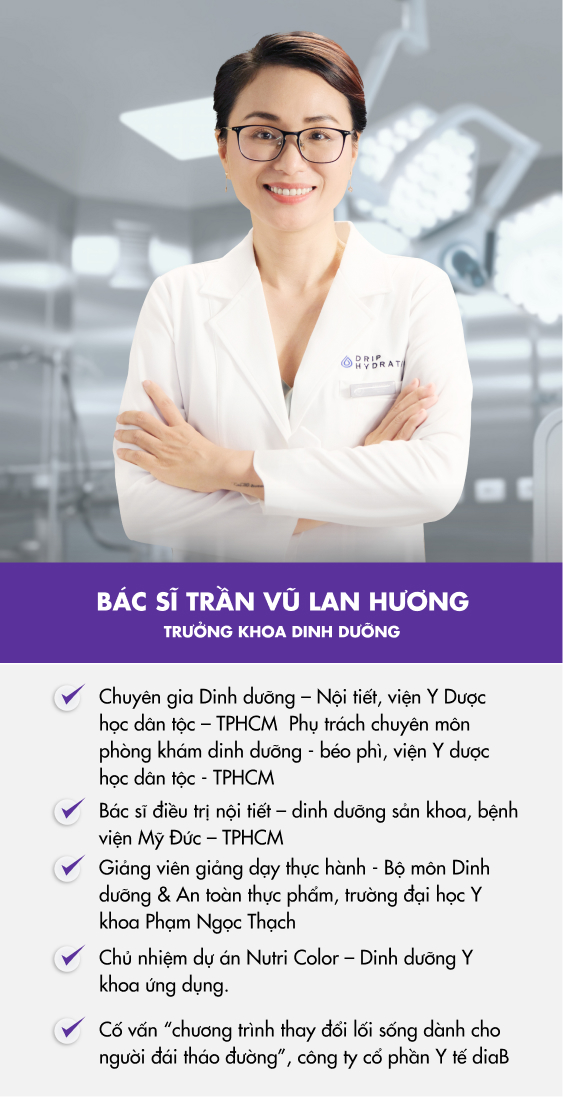 DRIP
HYDRAT
BÁC SĨ TRẦN VŨ LAN HƯƠNG
TRƯỞNG KHOA DINH DƯỠNG
Chuyên gia Dinh dưỡng – Nội tiết, viện Y Dược
học dân tộc – TPHCM Phụ trách chuyên môn
phòng khám dinh dưỡng - béo phì, viện Y dược
học dân tộc - TPHCM
Bác sĩ điều trị nội tiết – dinh dưỡng sản khoa, bệnh
viện Mỹ Đức – TPHCM
Giảng viên giảng dạy thực hành - Bộ môn Dinh
dưỡng & An toàn thực phẩm, trường đại học Y
khoa Phạm Ngọc Thạch
Chủ nhiệm dự án Nutri Color – Dinh dưỡng Y
khoa ứng dụng.
Cố vấn “chương trình thay đổi lối sống dành cho
người đái tháo đường”, công ty cổ phần Y tế diaB